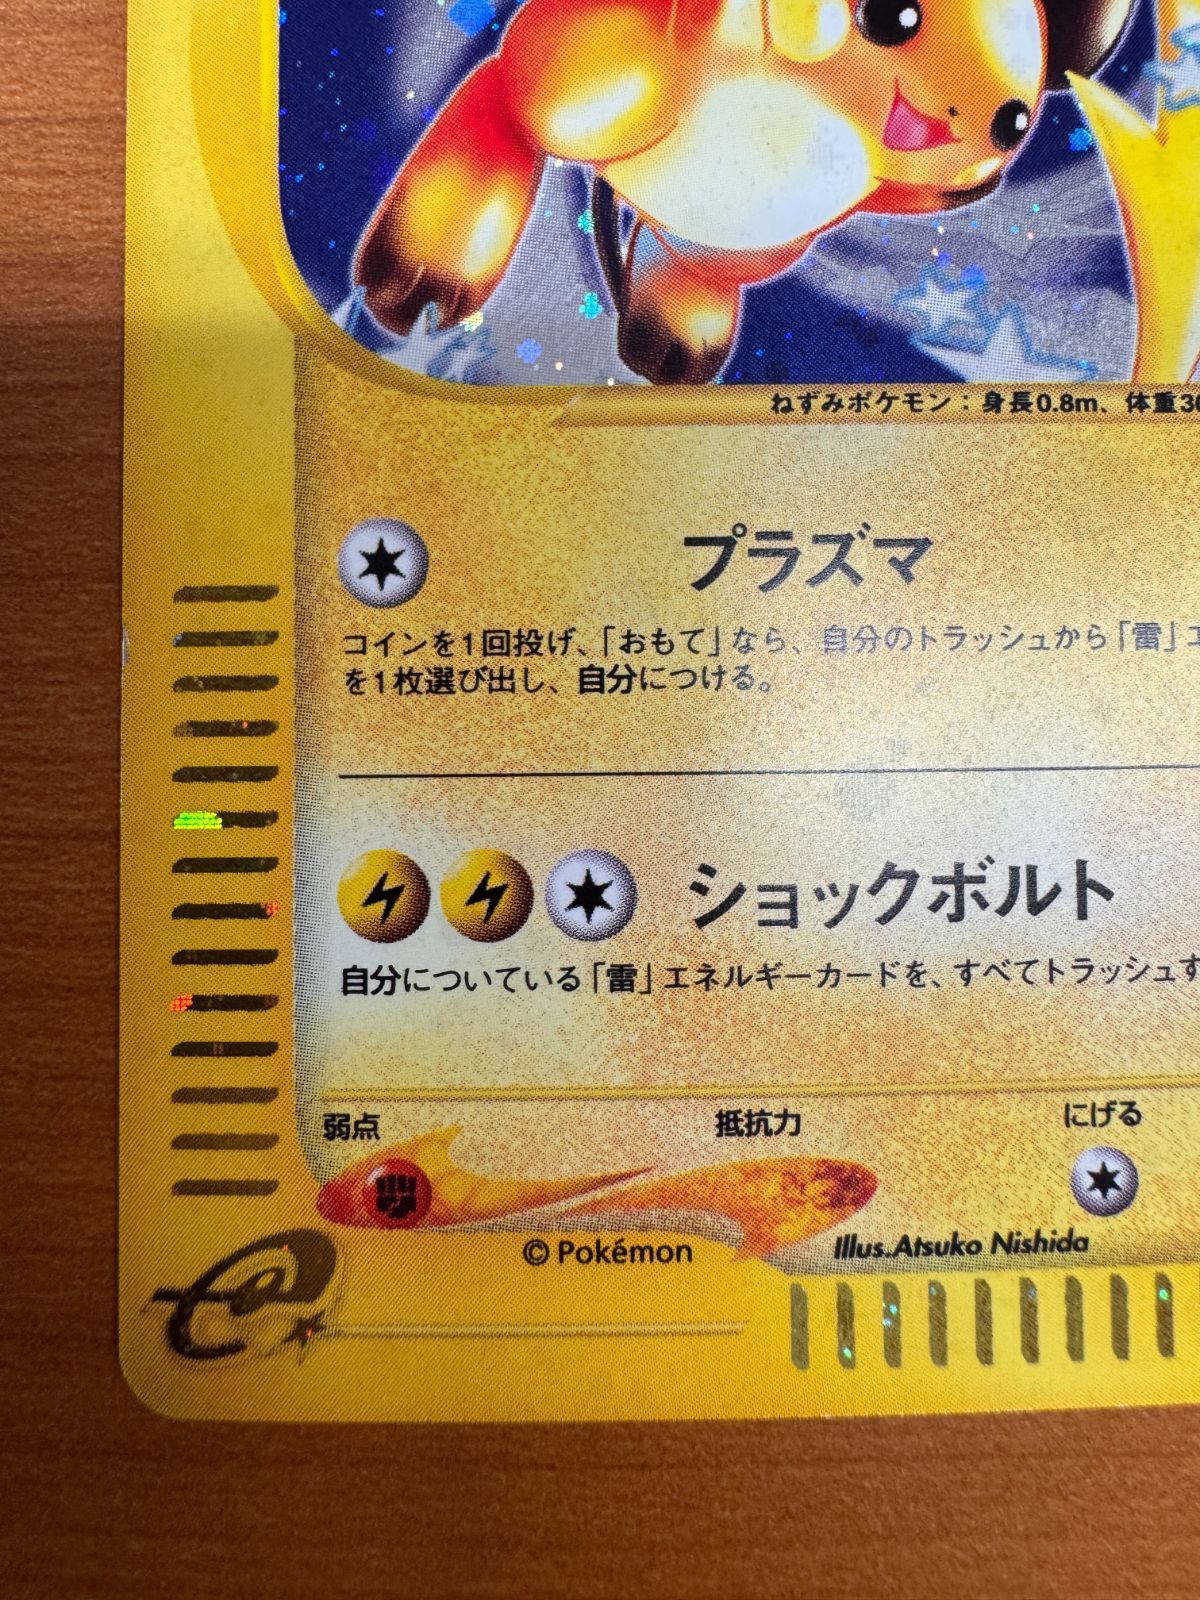 ねずみポケモン：身長0.8m、体重30
プラズマ
コインを1回投げ、「おもて」なら、自分のトラッシュから「雷」エ
を1枚選び出し、自分につける。
ショックボルト
自分についている「雷」エネルギーカードを、すべてトラッシュす
弱点 抵抗力 にげる
© Pokémon Illus.Atsuko Nishida
e